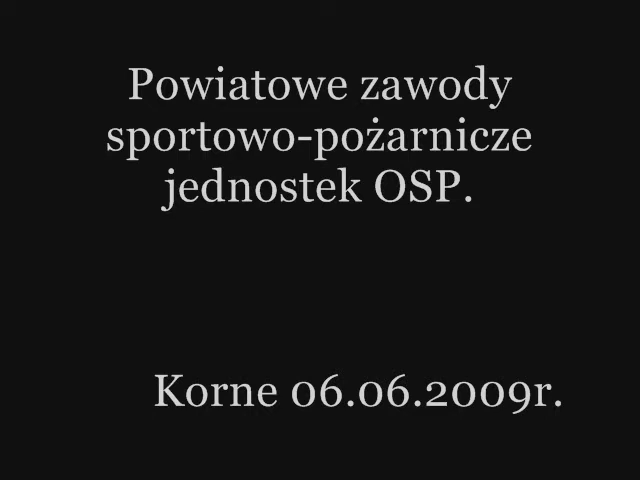 Powiatowe zawody
sportowo-pożarnicze
jednostek OSP.
Korne 06.06.2009r.